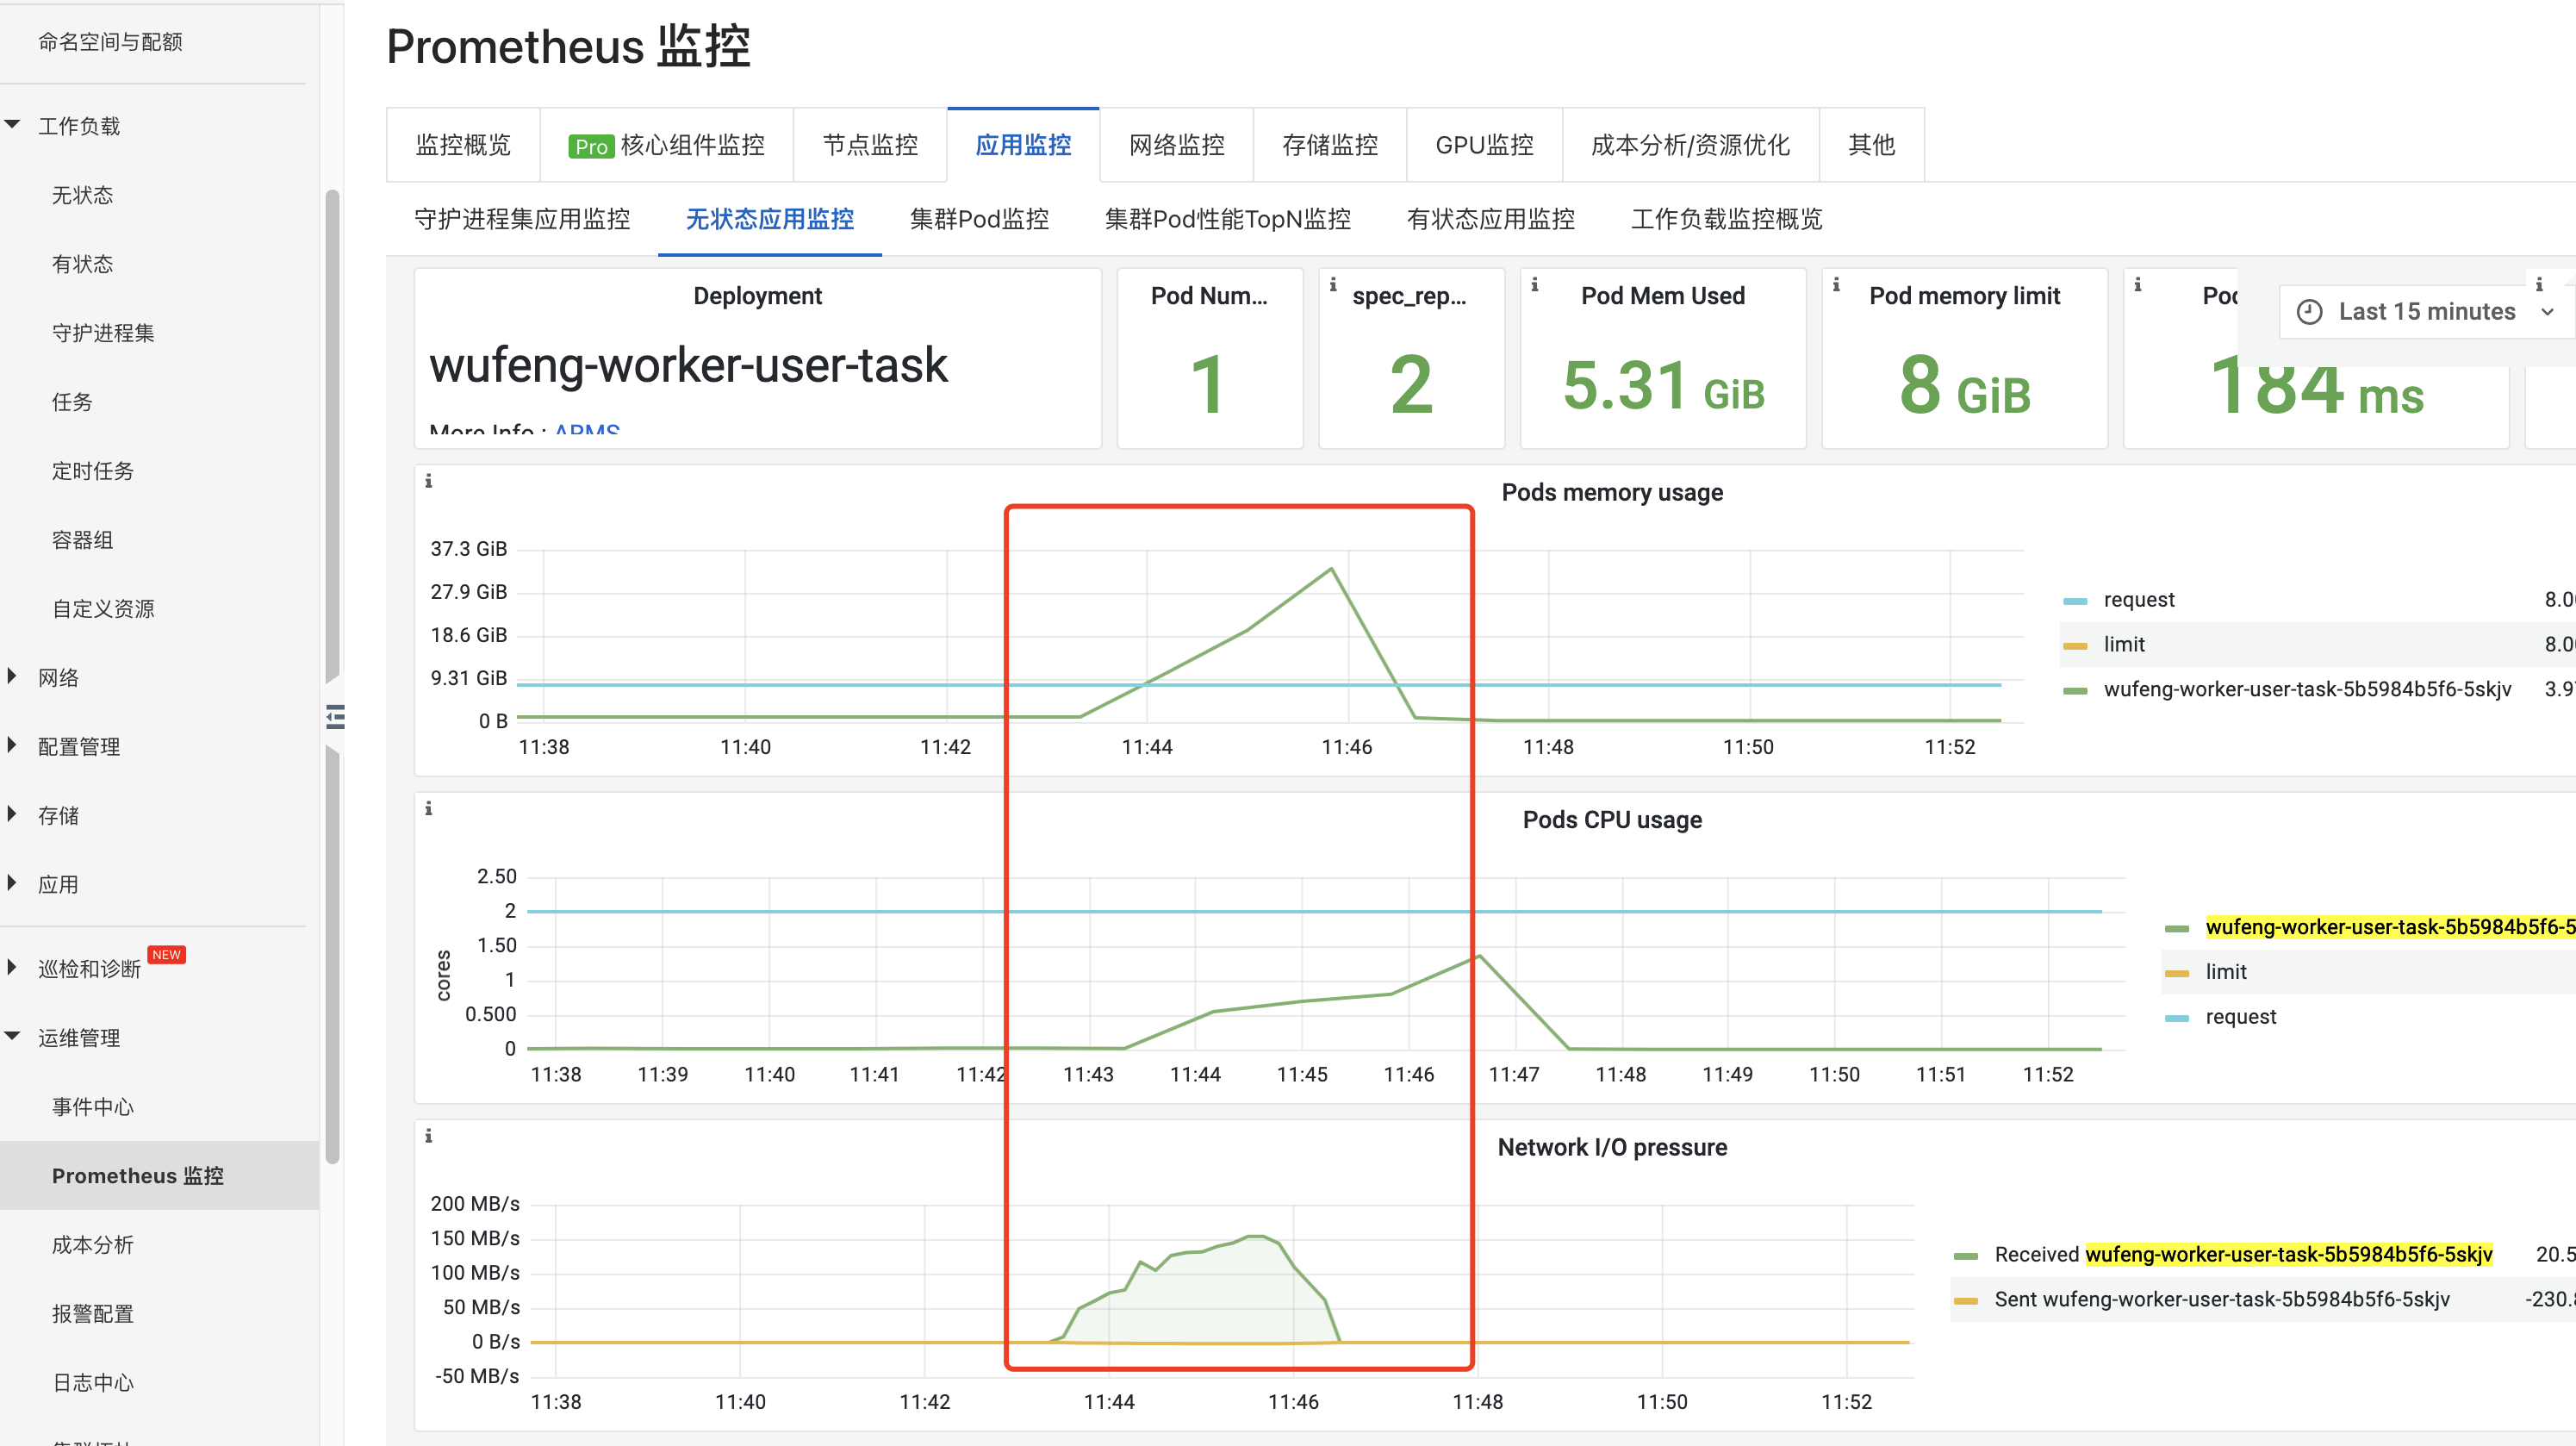 命名空间与配额
工作负载
无状态
有状态
守护进程集
任务
定时任务
容器组
自定义资源
网络
配置管理
存储
应用
巡检和诊断 NEW
运维管理
事件中心
Prometheus 监控
成本分析
报警配置
日志中心
Prometheus 监控
监控概览 Pro 核心组件监控 节点监控 应用监控 网络监控 存储监控 GPU监控 成本分析/资源优化 其他
守护进程集应用监控 无状态应用监控 集群Pod监控 集群Pod性能TopN监控 有状态应用监控 工作负载监控概览
Last 15 minutes
Deployment
wufeng-worker-user-task
More Info : ARMS
Pod Num...
1
spec_rep...
2
Pod Mem Used
5.31 GiB
Pod memory limit
8 GiB
184 ms
Pods memory usage
37.3 GiB
27.9 GiB
18.6 GiB
9.31 GiB
0 B
11:38 11:40 11:42 11:44 11:46 11:48 11:50 11:52
request 8.0
limit 8.0
wufeng-worker-user-task-5b5984b5f6-5skjv 3.9
Pods CPU usage
cores
2.50
2
1.50
1
0.500
0
11:38 11:39 11:40 11:41 11:42 11:43 11:44 11:45 11:46 11:47 11:48 11:49 11:50 11:51 11:52
wufeng-worker-user-task-5b5984b5f6-5
limit
request
Network I/O pressure
200 MB/s
150 MB/s
100 MB/s
50 MB/s
0 B/s
-50 MB/s
11:38 11:40 11:42 11:44 11:46 11:48 11:50 11:52
Received wufeng-worker-user-task-5b5984b5f6-5skjv 20.5
Sent wufeng-worker-user-task-5b5984b5f6-5skjv -230.